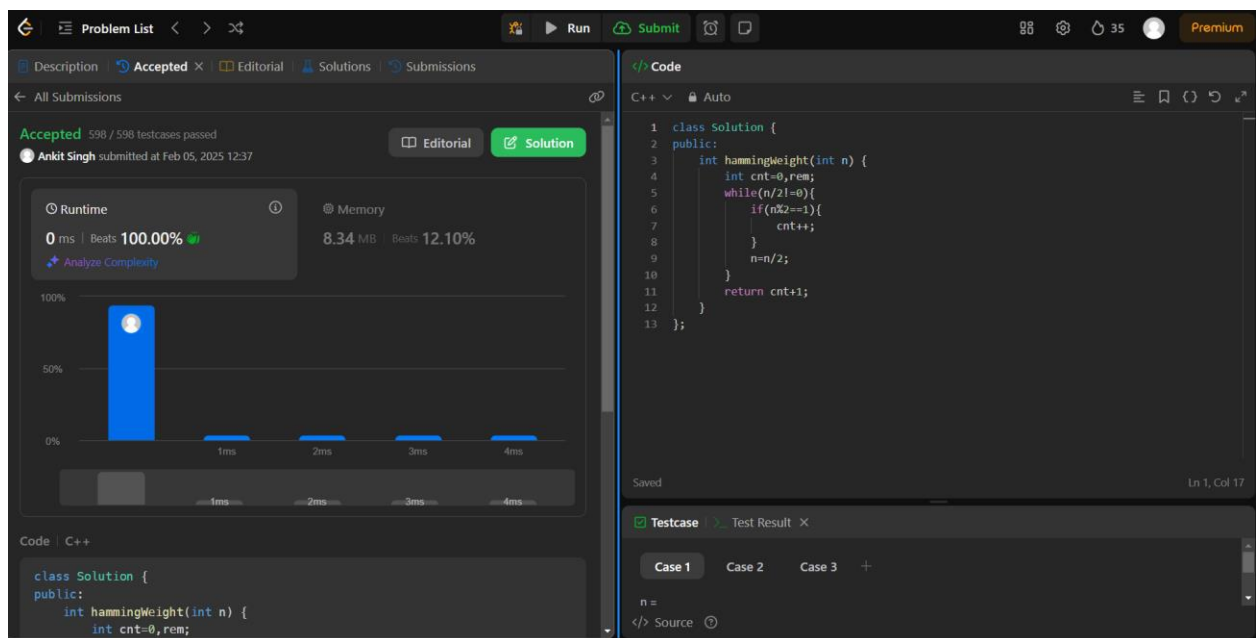 Problem List
Run
Submit
35
Premium
Description
Accepted
Editorial
Solutions
Submissions
All Submissions
Accepted 598 / 598 testcases passed
Ankit Singh submitted at Feb 05, 2025 12:37
Editorial
Solution
Runtime
0 ms | Beats 100.00%
Analyze Complexity
Memory
8.34 MB | Beats 12.10%
100%
50%
0%
1ms
2ms
3ms
4ms
1ms
2ms
3ms
4ms
Code | C++
class Solution {
public:
    int hammingWeight(int n) {
        int cnt=0,rem;
</> Code
C++
Auto
1 class Solution {
2 public:
3     int hammingWeight(int n) {
4         int cnt=0,rem;
5         while(n/2!=0){
6             if(n%2==1){
7                 cnt++;
8             }
9             n=n/2;
10         }
11         return cnt+1;
12     }
13 };
Saved
Ln 1, Col 17
Testcase
Test Result
Case 1
Case 2
Case 3
n =
</> Source